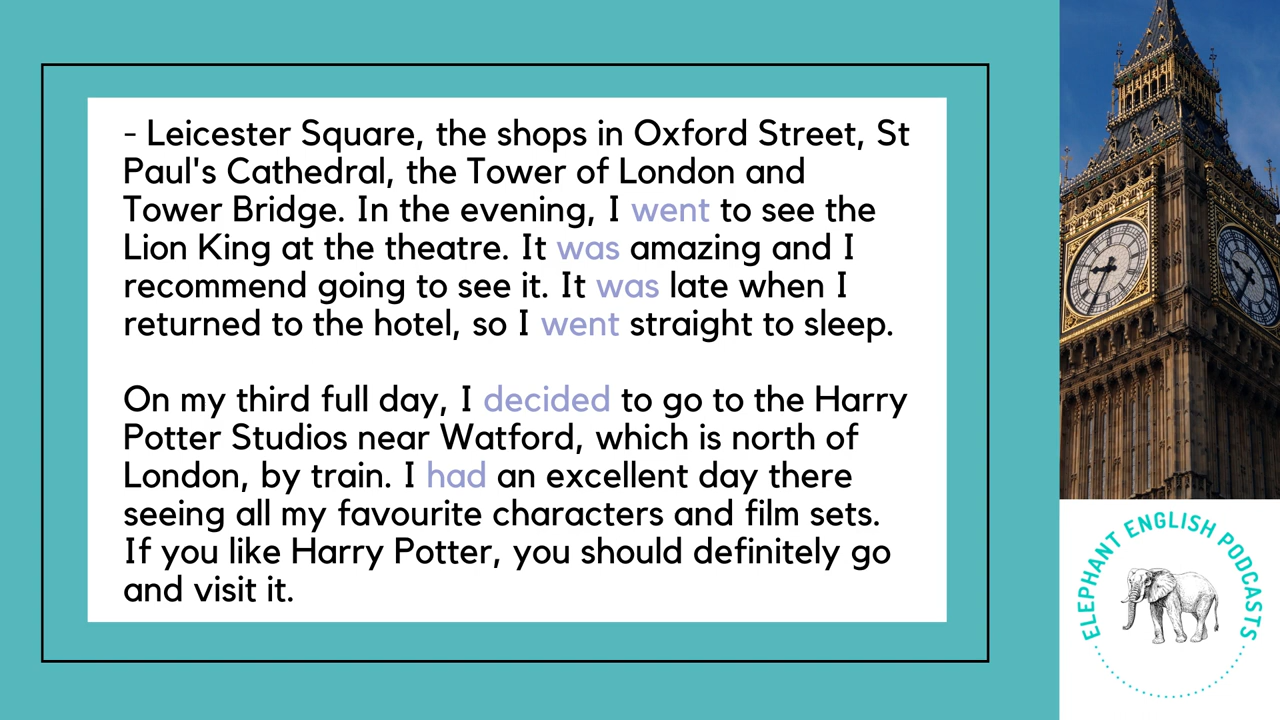 - Leicester Square, the shops in Oxford Street, St
Paul's Cathedral, the Tower of London and
Tower Bridge. In the evening, I went to see the
Lion King at the theatre. It was amazing and I
recommend going to see it. It was late when I
returned to the hotel, so I went straight to sleep.
On my third full day, I decided to go to the Harry
Potter Studios near Watford, which is north of
London, by train. I had an excellent day there
seeing all my favourite characters and film sets.
If you like Harry Potter, you should definitely go
and visit it.
ELEPHANT ENGLISH PODCASTS